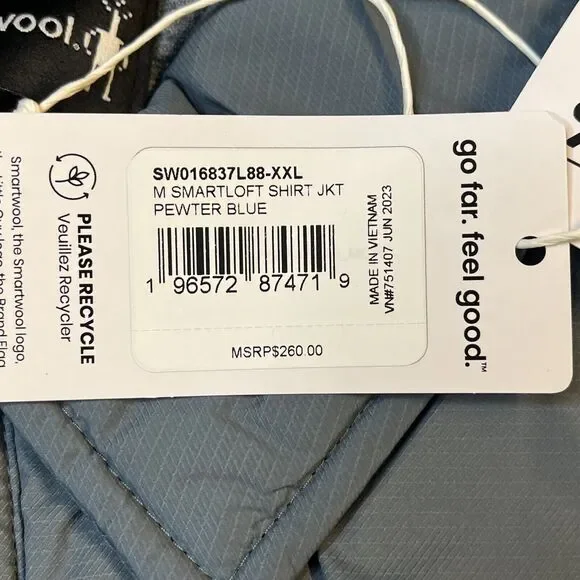 wool.
SW016837L88-XXL
M SMARTLOFT SHIRT JKT
PEWTER BLUE
1 96572 87471 9
MADE IN VIETNAM
VN#751407 JUN 2023
MSRP$260.00
go far. feel good.™
PLEASE RECYCLE
Veuillez Recycler
Smartwool, the Smartwool logo,